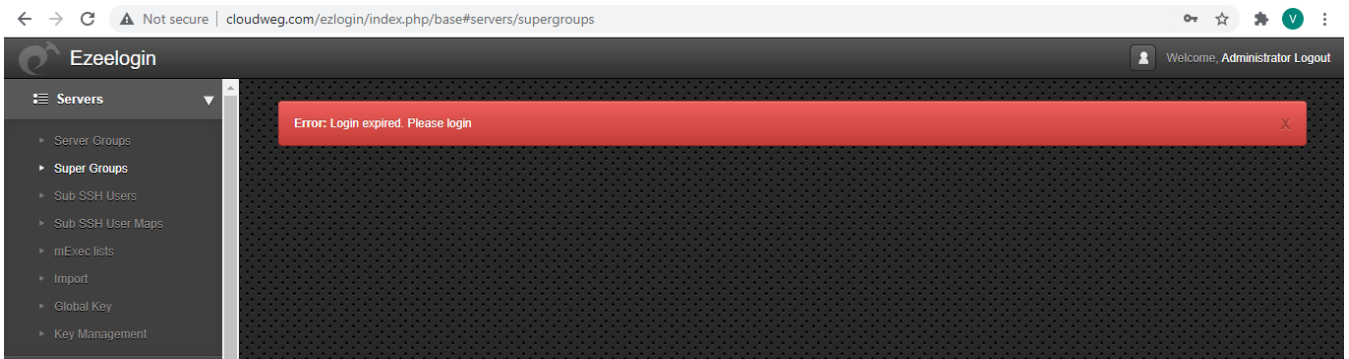 Not secure | cloudweg.com/ezlogin/index.php/base#servers/supergroups
V
Ezeelogin
Welcome, Administrator Logout
Servers
Error: Login expired. Please login
X
Server Groups
Super Groups
Sub SSH Users
Sub SSH User Maps
mExec lists
Import
Global Key
Key Management